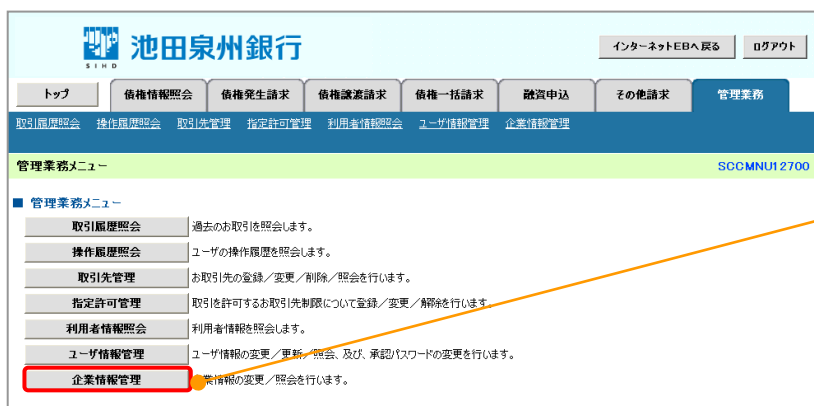 池田泉州銀行
SIHD
インターネットEBへ戻る ログアウト
トップ 債権情報照会 債権発生請求 債権譲渡請求 債権一括請求 融資申込 その他請求 管理業務
取引履歴照会 操作履歴照会 取引先管理 指定許可管理 利用者情報照会 ユーザ情報管理 企業情報管理
管理業務メニュー SCCMNU12700
■ 管理業務メニュー
取引履歴照会 過去のお取引を照会します。
操作履歴照会 ユーザの操作履歴を照会します。
取引先管理 お取引先の登録／変更／削除／照会を行います。
指定許可管理 取引を許可するお取引先制限について登録／変更／解除を行います。
利用者情報照会 利用者情報を照会します。
ユーザ情報管理 ユーザ情報の変更／更新／照会、及び、承認パスワードの変更を行います。
企業情報管理 業情報の変更／照会を行います。